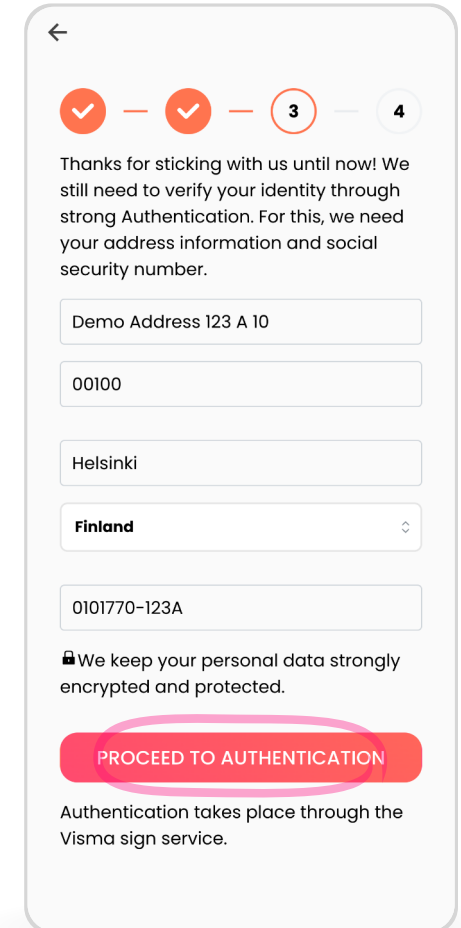 3
4
Thanks for sticking with us until now! We
still need to verify your identity through
strong Authentication. For this, we need
your address information and social
security number.
Demo Address 123 A 10
00100
Helsinki
Finland
0101770-123A
We keep your personal data strongly
encrypted and protected.
PROCEED TO AUTHENTICATION
Authentication takes place through the
Visma sign service.